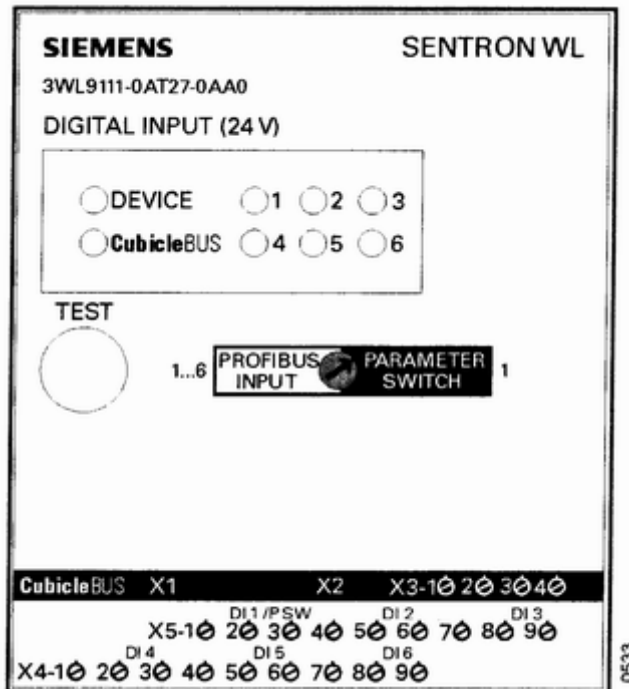 SIEMENS SENTRON WL
3WL9111-0AT27-0AA0
DIGITAL INPUT (24 V)
DEVICE 1 2 3
CubicleBUS 4 5 6
TEST
1...6 PROFIBUS INPUT PARAMETER SWITCH 1
CubicleBUS X1 X2 X3-1 2 3 4
DI 1/PSW DI 2 DI 3
X5-1 2 3 4 5 6 7 8 9
DI 4 DI 5 DI 6
X4-1 2 3 4 5 6 7 8 9
0533